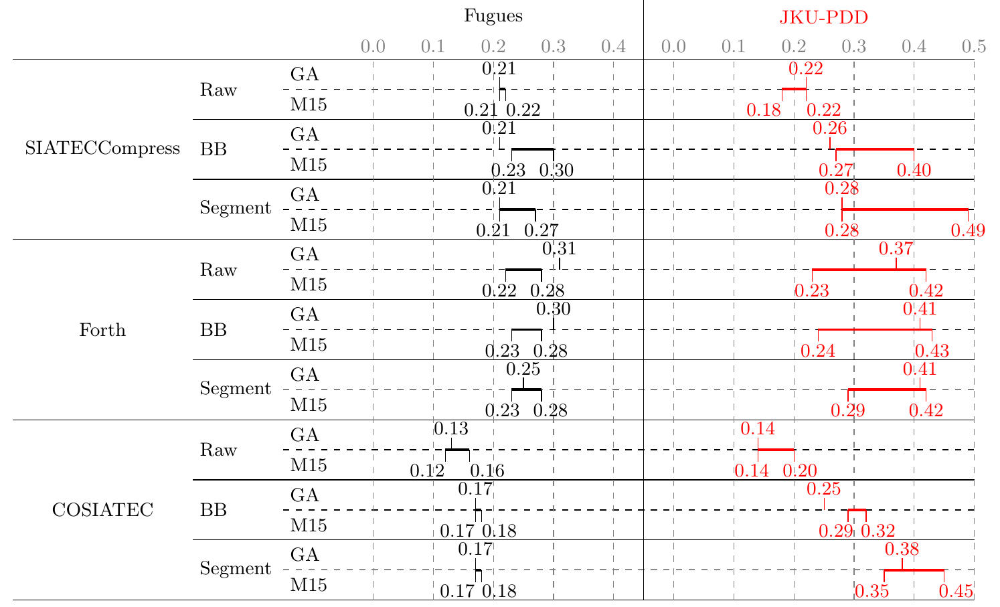 Fugues JKU-PDD
0.0 0.1 0.2 0.3 0.4 0.0 0.1 0.2 0.3 0.4 0.5
SIATECCompress
Raw
GA 0.21 0.22
M15 0.21 0.22 0.18 0.22
BB
GA 0.21 0.26
M15 0.23 0.30 0.27 0.40
Segment
GA 0.21 0.28
M15 0.21 0.27 0.28 0.49
Forth
Raw
GA 0.31 0.37
M15 0.22 0.28 0.23 0.42
BB
GA 0.30 0.41
M15 0.23 0.28 0.24 0.43
Segment
GA 0.25 0.41
M15 0.23 0.28 0.29 0.42
COSIATEC
Raw
GA 0.13 0.14
M15 0.12 0.16 0.14 0.20
BB
GA 0.17 0.25
M15 0.17 0.18 0.29 0.32
Segment
GA 0.17 0.38
M15 0.17 0.18 0.35 0.45